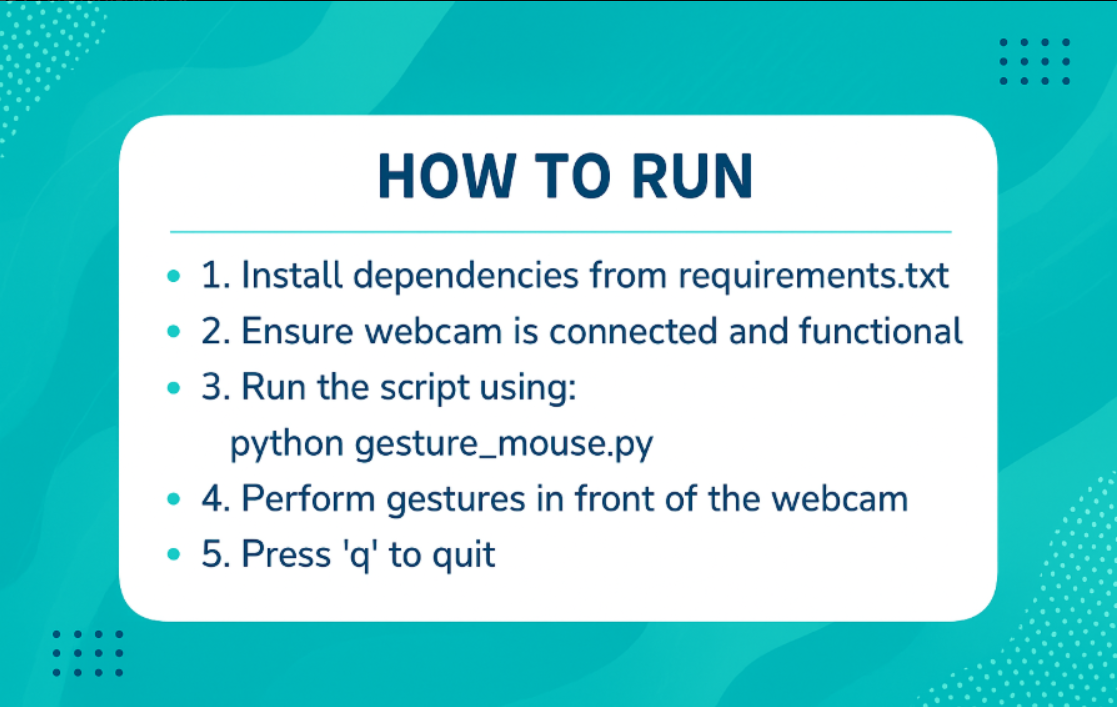 HOW TO RUN
• 1. Install dependencies from requirements.txt
• 2. Ensure webcam is connected and functional
• 3. Run the script using:
python gesture_mouse.py
• 4. Perform gestures in front of the webcam
• 5. Press 'q' to quit